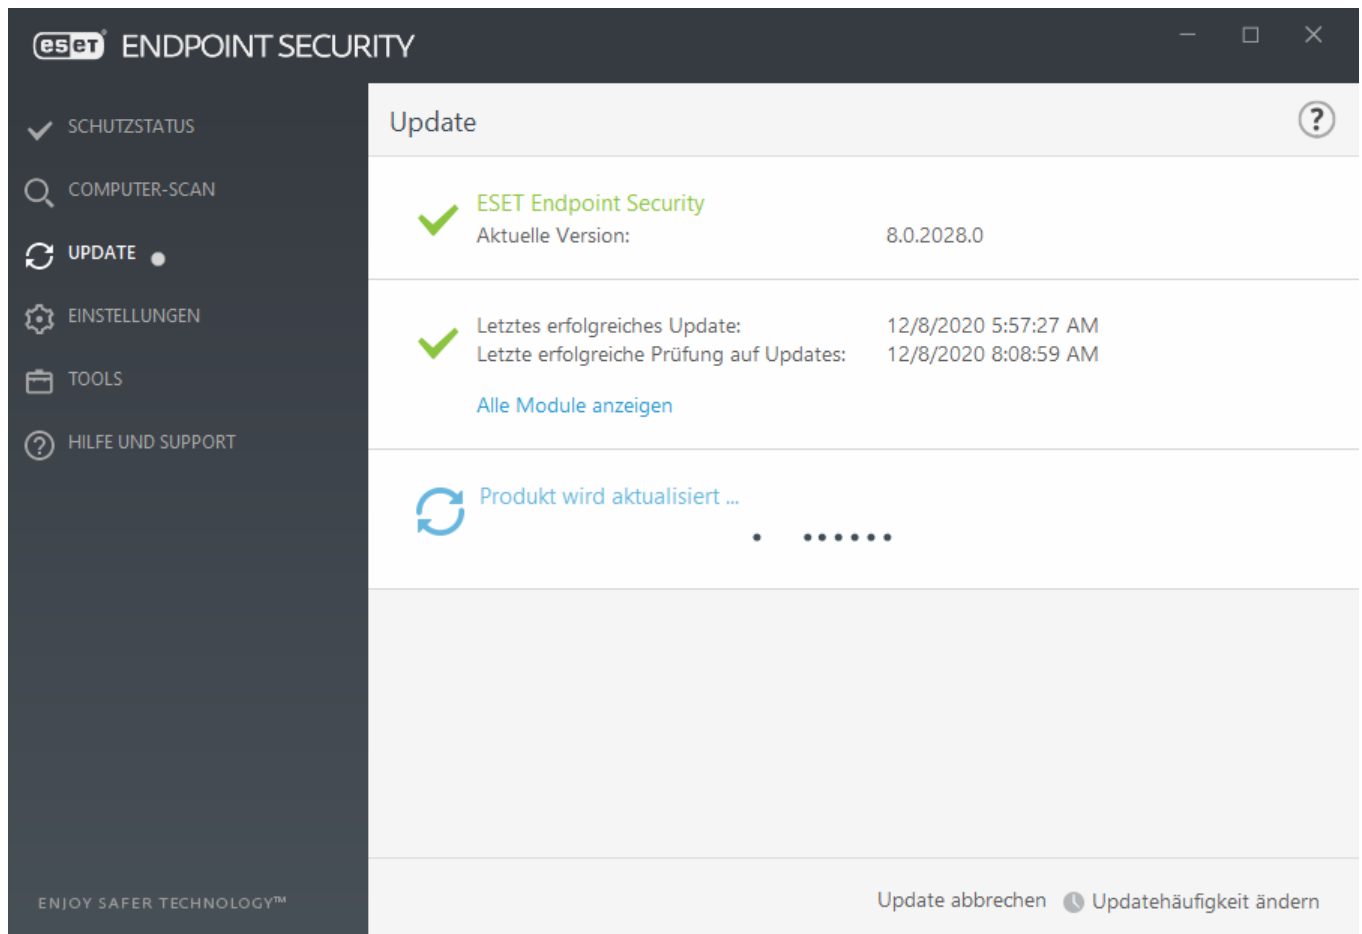 eset ENDPOINT SECURITY
SCHUTZSTATUS
COMPUTER-SCAN
UPDATE
EINSTELLUNGEN
TOOLS
HILFE UND SUPPORT
ENJOY SAFER TECHNOLOGY™
Update
?
ESET Endpoint Security
Aktuelle Version: 8.0.2028.0
Letztes erfolgreiches Update: 12/8/2020 5:57:27 AM
Letzte erfolgreiche Prüfung auf Updates: 12/8/2020 8:08:59 AM
Alle Module anzeigen
Produkt wird aktualisiert ...
Update abbrechen Updatehäufigkeit ändern